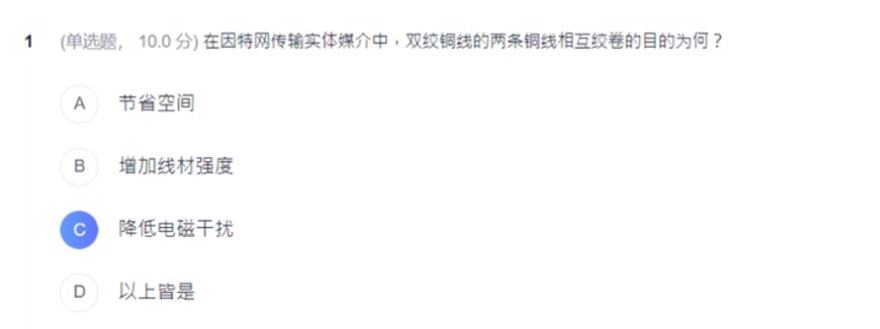 1 (单选题, 10.0 分) 在因特网传输实体媒介中，双绞铜线的两条铜线相互绞卷的目的为何？
A 节省空间
B 增加线材强度
C 降低电磁干扰
D 以上皆是